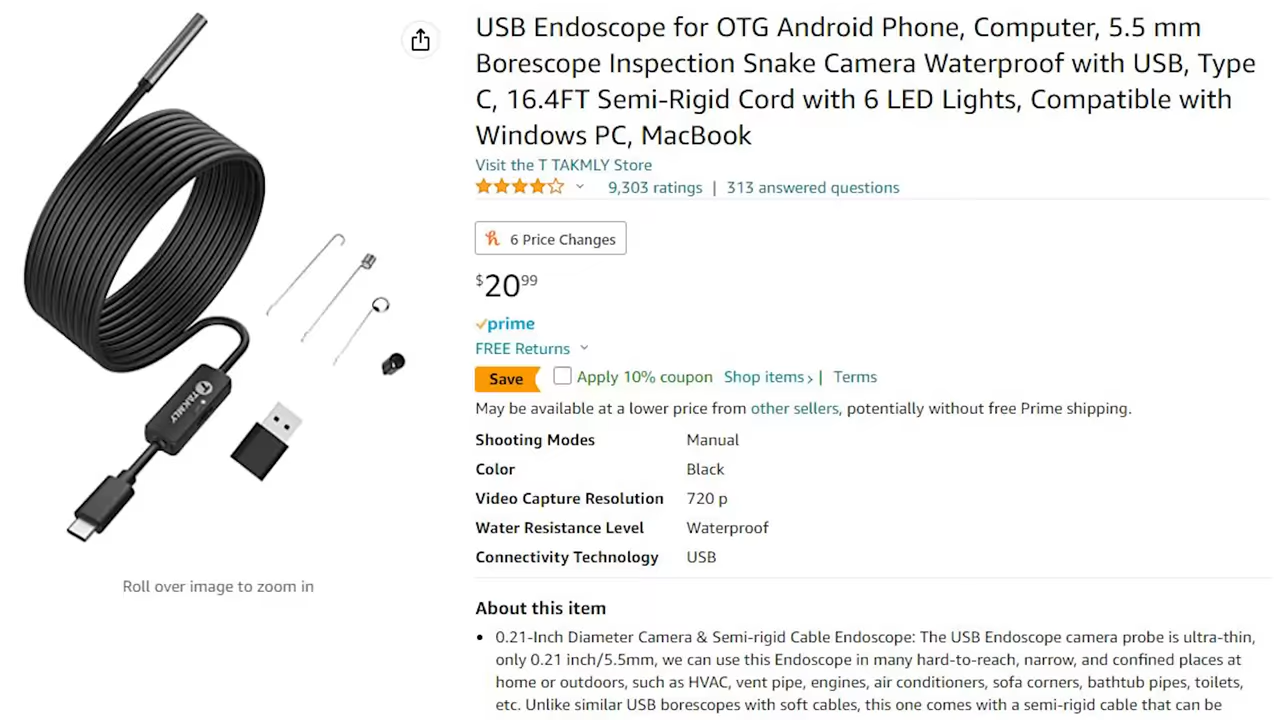 USB Endoscope for OTG Android Phone, Computer, 5.5 mm
Borescope Inspection Snake Camera Waterproof with USB, Type
C, 16.4FT Semi-Rigid Cord with 6 LED Lights, Compatible with
Windows PC, MacBook
Visit the T TAKMLY Store
9,303 ratings | 313 answered questions
6 Price Changes
$20.99
prime
FREE Returns
Save Apply 10% coupon Shop items › | Terms
May be available at a lower price from other sellers, potentially without free Prime shipping.
Shooting Modes Manual
Color Black
Video Capture Resolution 720 p
Water Resistance Level Waterproof
Connectivity Technology USB
About this item
• 0.21-Inch Diameter Camera & Semi-rigid Cable Endoscope: The USB Endoscope camera probe is ultra-thin,
only 0.21 inch/5.5mm, we can use this Endoscope in many hard-to-reach, narrow, and confined places at
home or outdoors, such as HVAC, vent pipe, engines, air conditioners, sofa corners, bathtub pipes, toilets,
etc. Unlike similar USB borescopes with soft cables, this one comes with a semi-rigid cable that can be
TAKMLY
Roll over image to zoom in